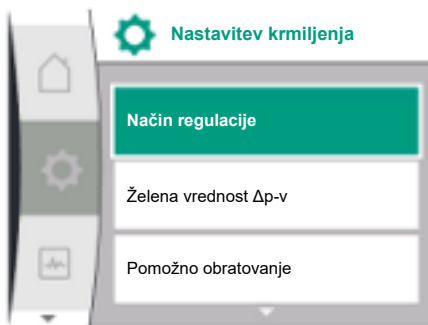 Nastavitev krmiljenja
Način regulacije
Želena vrednost Δp-v
Pomožno obratovanje